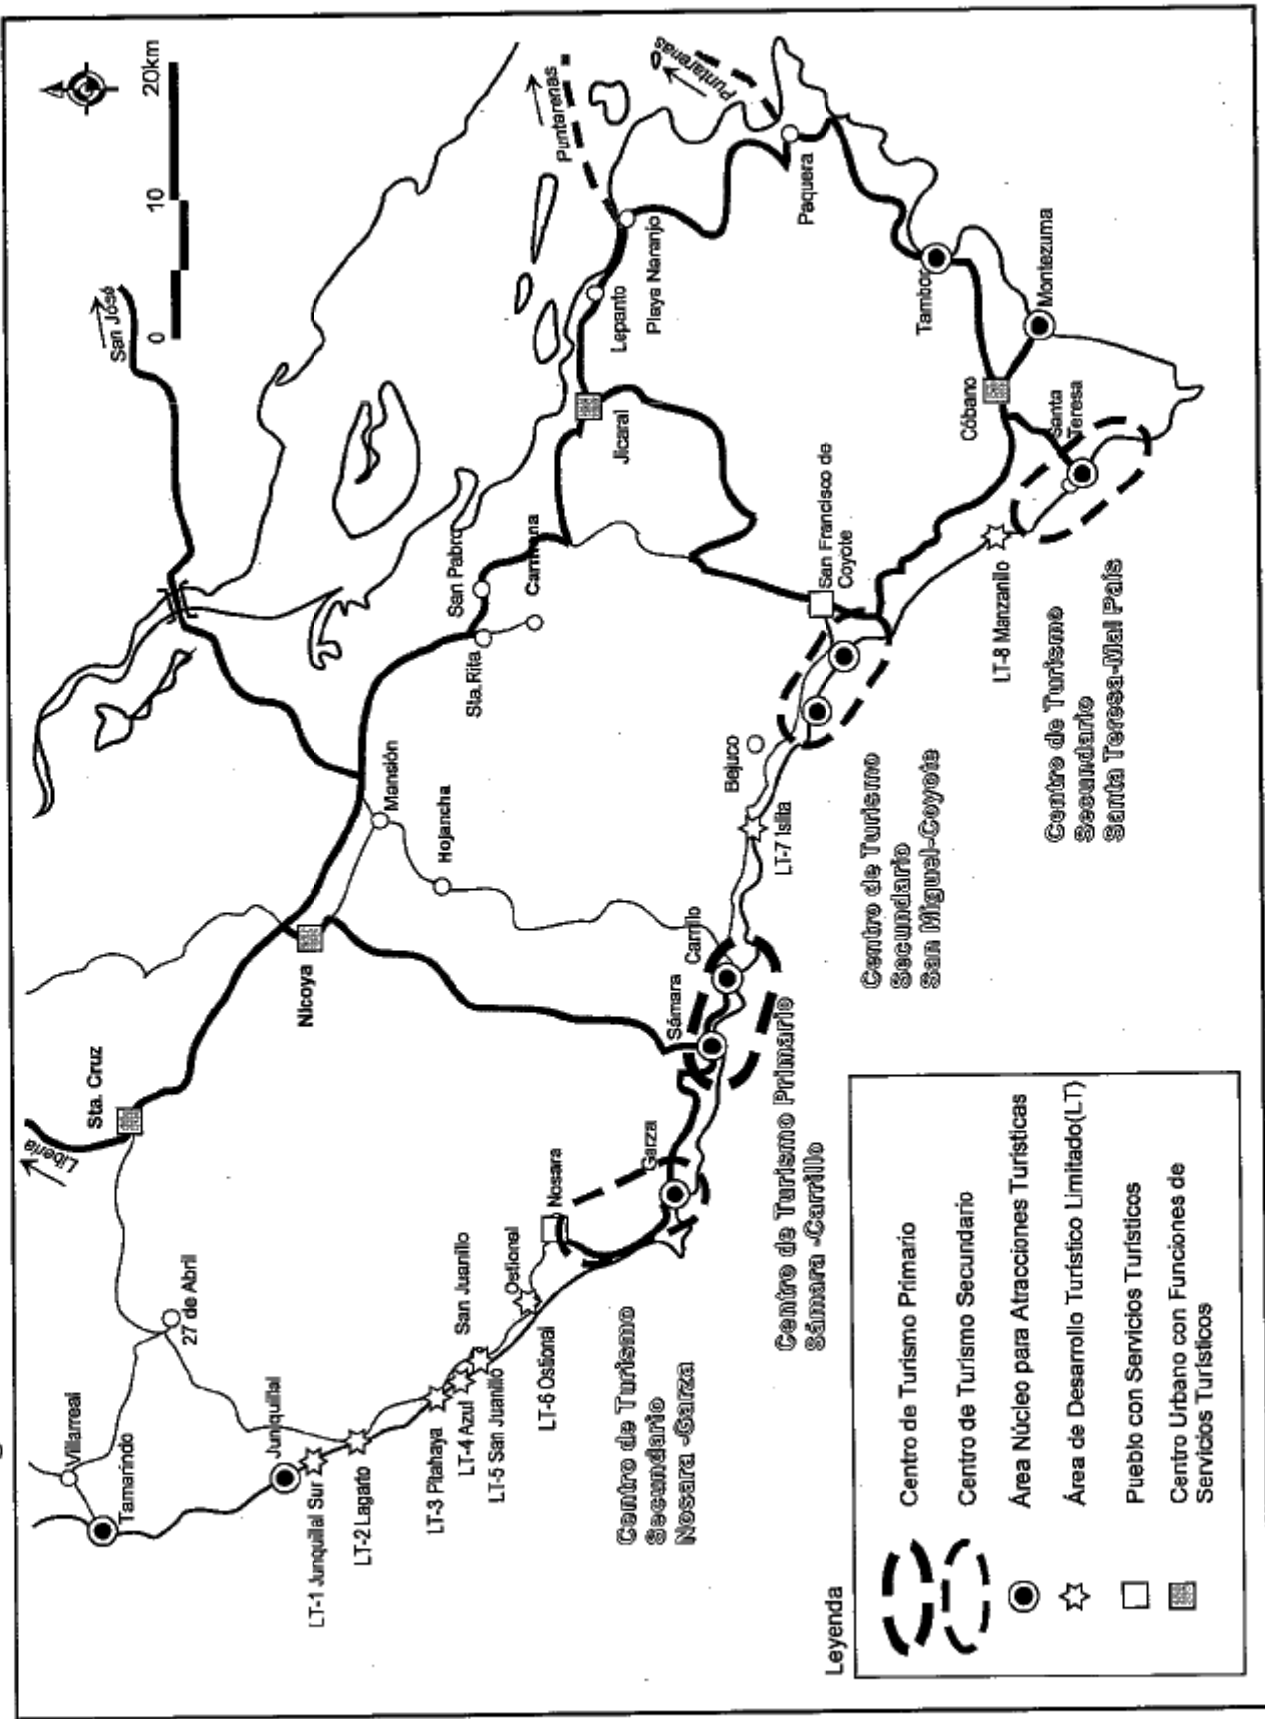 Liberia
San José
0
10
20km
Villarreal
Tamarindo
27 de Abril
Sta. Cruz
Nicoya
Mansión
Hojancha
Sta.Rita
San Pabro
Carmona
Jicaral
Lepanto
Playa Naranjo
Puntarenas
Puntarenas
Paquera
Tambor
Montezuma
Cóbano
Santa
Teresa
San Francisco de
Coyote
Bejuco
Carrillo
Sámara
Garza
Nosara
Ostional
San Juanillo
Junquillal
LT-1 Junquillal Sur
LT-2 Lagarto
LT-3 Pitahaya
LT-4 Azul
LT-5 San Juanillo
LT-6 Ostional
LT-7 Islita
LT-8 Manzanilo
Centro de Turismo
Secundario
Nosara -Garza
Centro de Turismo Primario
Sámara -Carrillo
Centro de Turismo
Secundario
San Miguel-Coyote
Centro de Turismo
Secundario
Santa Teresa-Mal País
Leyenda
Centro de Turismo Primario
Centro de Turismo Secundario
Área Núcleo para Atracciones Turísticas
Área de Desarrollo Turístico Limitado(LT)
Pueblo con Servicios Turísticos
Centro Urbano con Funciones de
Servicios Turísticos